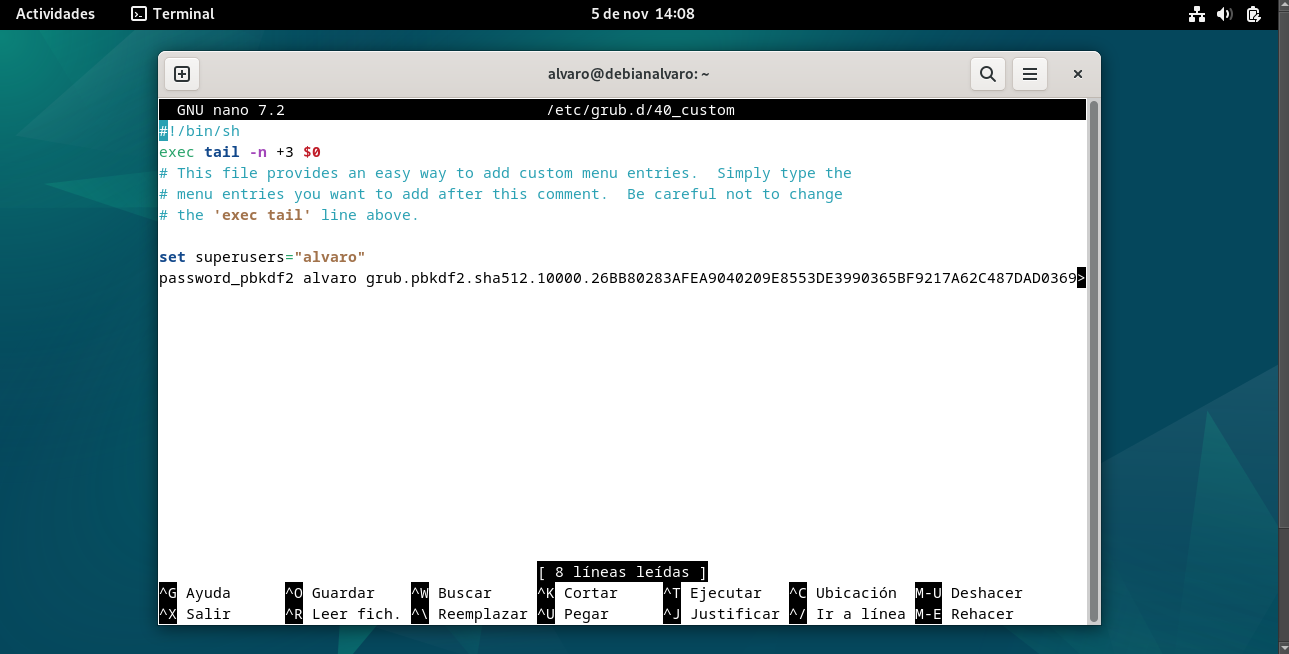 Actividades Terminal 5 de nov 14:08
alvaro@debianalvaro: ~
GNU nano 7.2 /etc/grub.d/40_custom
#!/bin/sh
exec tail -n +3 $0
# This file provides an easy way to add custom menu entries.  Simply type the
# menu entries you want to add after this comment.  Be careful not to change
# the 'exec tail' line above.
set superusers="alvaro"
password_pbkdf2 alvaro grub.pbkdf2.sha512.10000.26BB80283AFEA9040209E8553DE3990365BF9217A62C487DAD0369>
[ 8 líneas leídas ]
^G Ayuda ^O Guardar ^W Buscar ^K Cortar ^T Ejecutar ^C Ubicación M-U Deshacer
^X Salir ^R Leer fich. ^\ Reemplazar ^U Pegar ^J Justificar ^/ Ir a línea M-E Rehacer